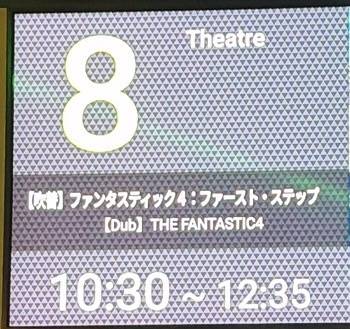 8
Theatre
【吹替】ファンタスティック4：ファースト・ステップ
【Dub】THE FANTASTIC4
10:30 ~ 12:35